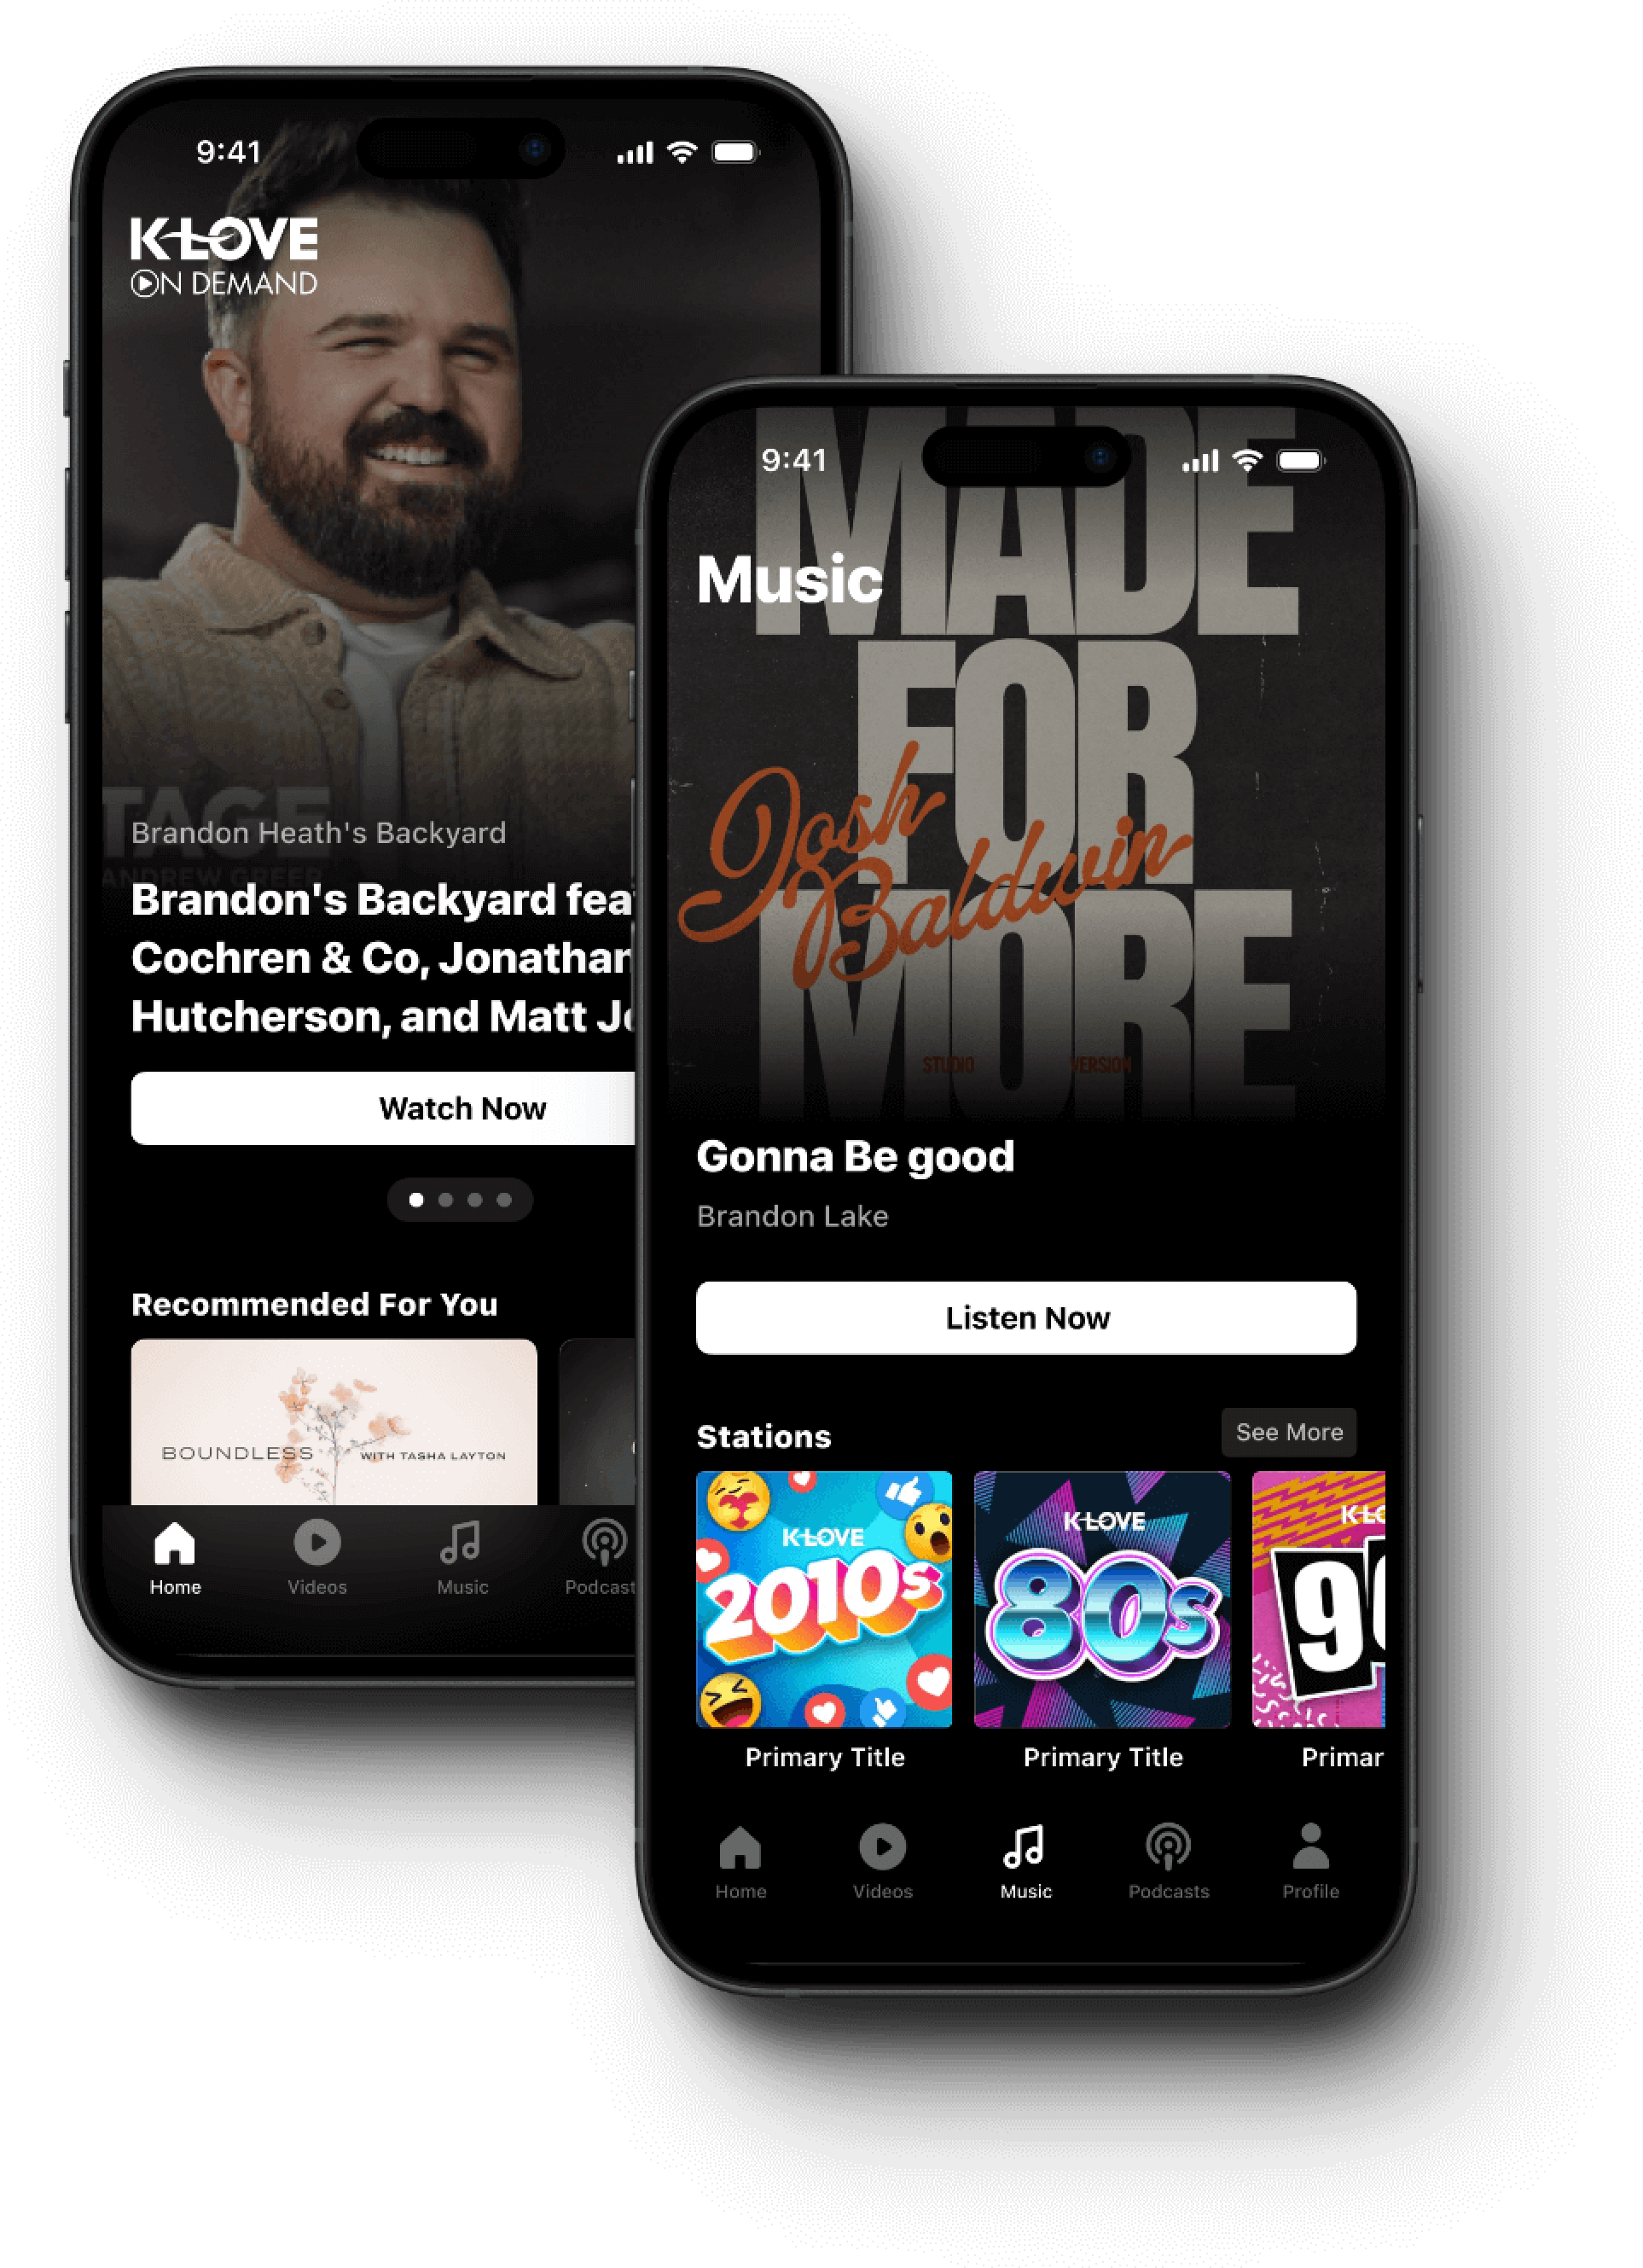 9:41
K-LOVE
ON DEMAND
TAGE
ANDREW GREER
Brandon Heath's Backyard
Brandon's Backyard fea
Cochren & Co, Jonathan
Hutcherson, and Matt
Watch Now
Recommended For You
BOUNDLESS WITH TASHA LAYTON
Home Videos Music Podcast
9:41
Music
MADE
FOR
MORE
Josh
Baldwin
STUDIO VERSION
Gonna Be good
Brandon Lake
Listen Now
Stations See More
K-LOVE
2010s
K-LOVE
80s
Primary Title Primary Title Primar
Home Videos Music Podcasts Profile